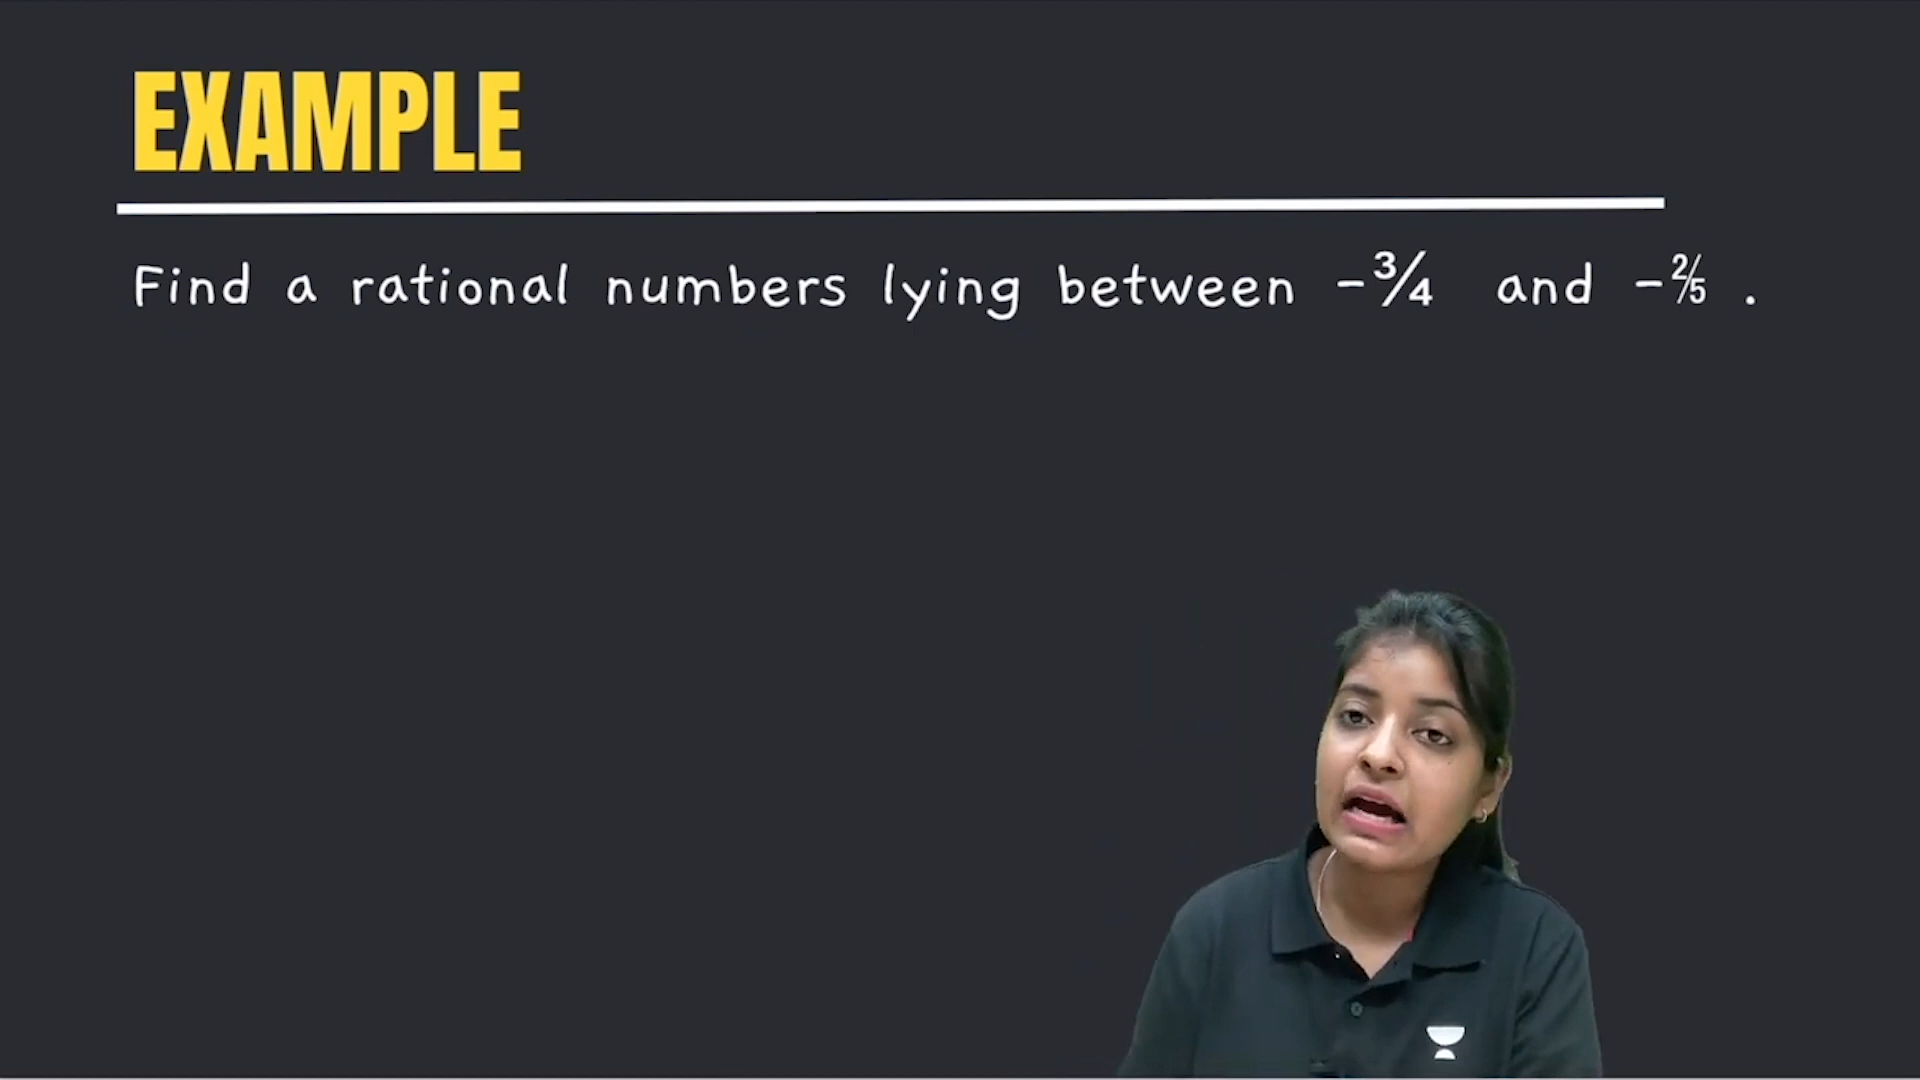 EXAMPLE
Find a rational numbers lying between -¾ and -⅖ .